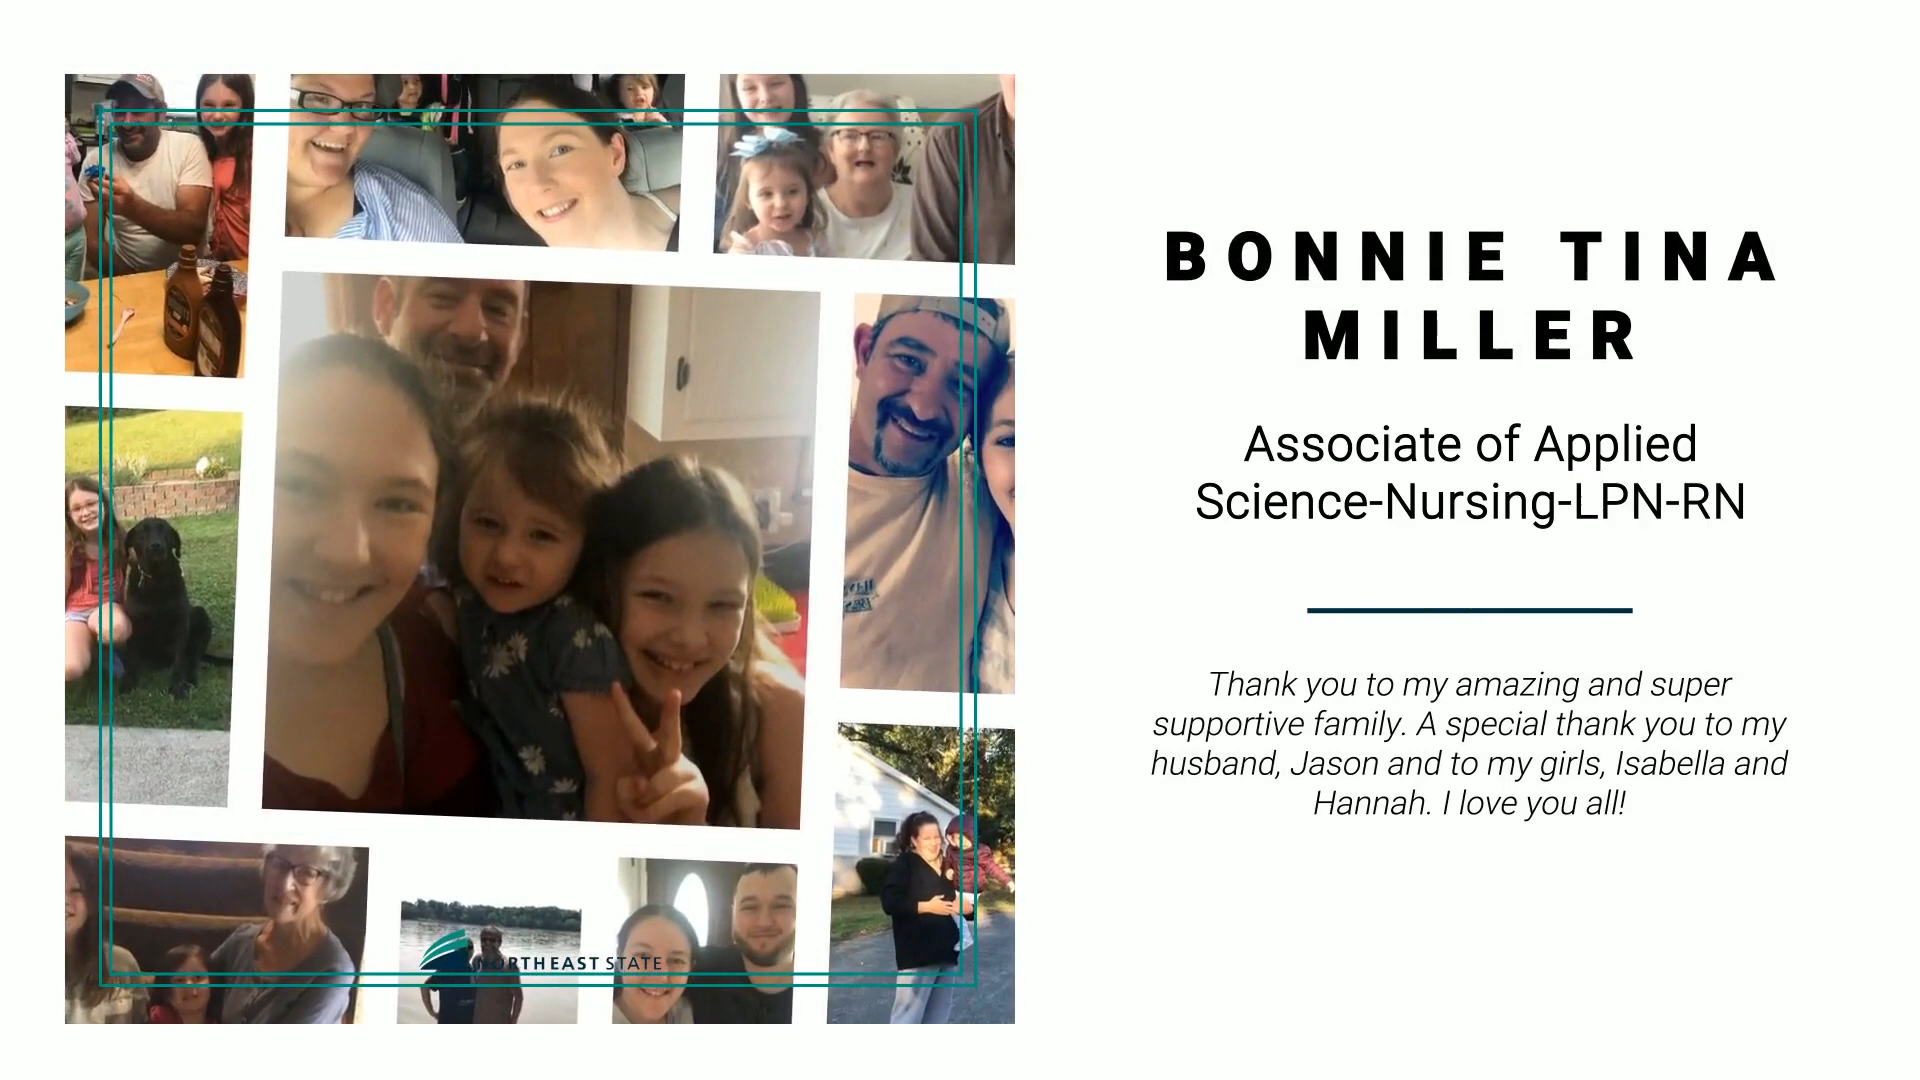 BONNIE TINA
MILLER
Associate of Applied
Science-Nursing-LPN-RN
Thank you to my amazing and super
supportive family. A special thank you to my
husband, Jason and to my girls, Isabella and
Hannah. I love you all!
NORTHEAST STATE